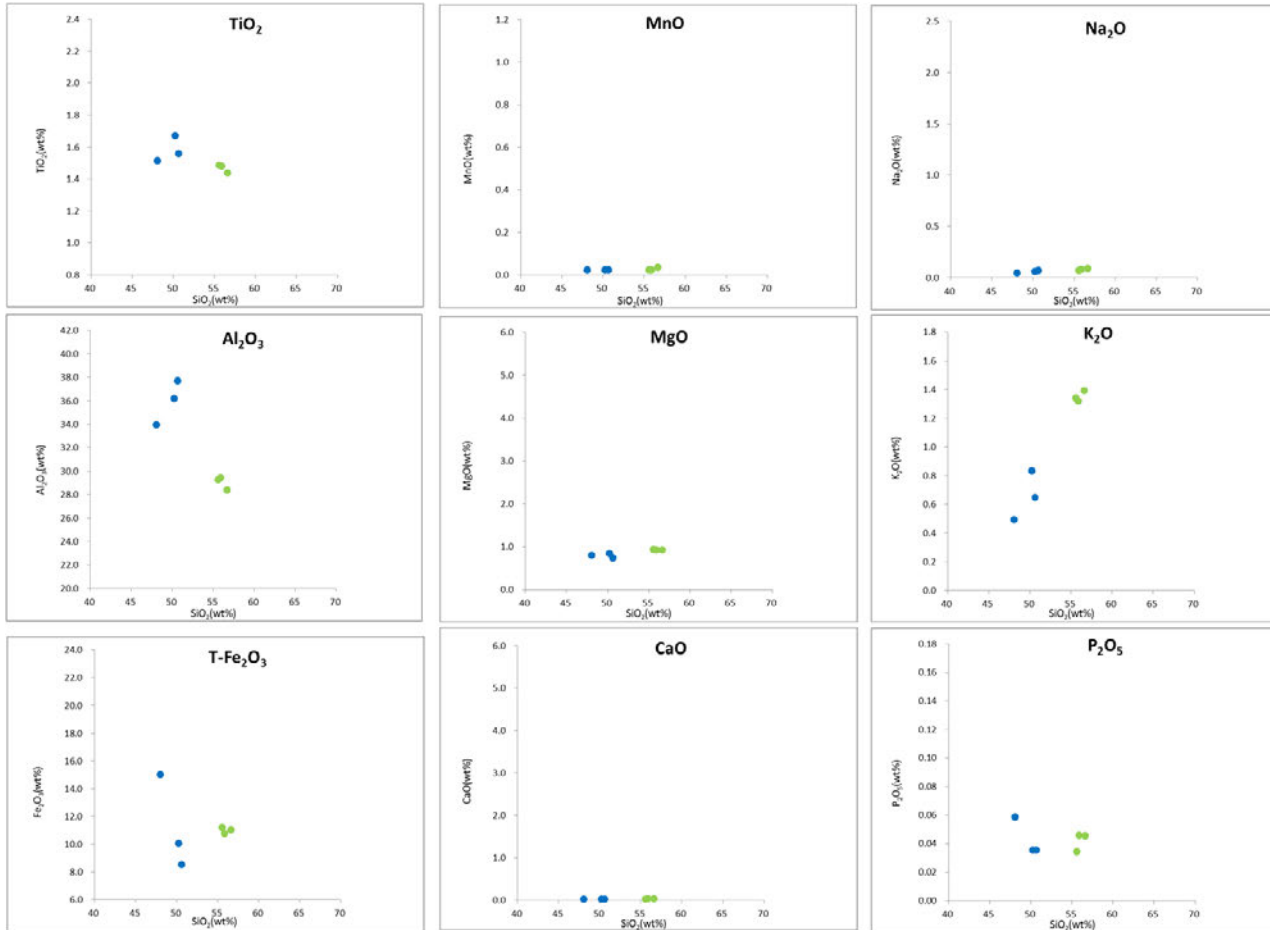 TiO₂
2.4
2.2
2.0
1.8
1.6
1.4
1.2
1.0
0.8
TiO₂(wt%)
40 45 50 55 60 65 70
SiO₂(wt%)
MnO
1.2
1.0
0.8
0.6
0.4
0.2
0.0
MnO(wt%)
40 45 50 55 60 65 70
SiO₂(wt%)
Na₂O
2.5
2.0
1.5
1.0
0.5
0.0
Na₂O(wt%)
40 45 50 55 60 65 70
SiO₂(wt%)
Al₂O₃
42.0
40.0
38.0
36.0
34.0
32.0
30.0
28.0
26.0
24.0
22.0
20.0
Al₂O₃(wt%)
40 45 50 55 60 65 70
SiO₂(wt%)
MgO
6.0
5.0
4.0
3.0
2.0
1.0
0.0
MgO(wt%)
40 45 50 55 60 65 70
SiO₂(wt%)
K₂O
1.8
1.6
1.4
1.2
1.0
0.8
0.6
0.4
0.2
0.0
K₂O(wt%)
40 45 50 55 60 65 70
SiO₂(wt%)
T-Fe₂O₃
24.0
22.0
20.0
18.0
16.0
14.0
12.0
10.0
8.0
6.0
Fe₂O₃(wt%)
40 45 50 55 60 65 70
SiO₂(wt%)
CaO
6.0
5.0
4.0
3.0
2.0
1.0
0.0
CaO(wt%)
40 45 50 55 60 65 70
SiO₂(wt%)
P₂O₅
0.18
0.16
0.14
0.12
0.10
0.08
0.06
0.04
0.02
0.00
P₂O₅(wt%)
40 45 50 55 60 65 70
SiO₂(wt%)